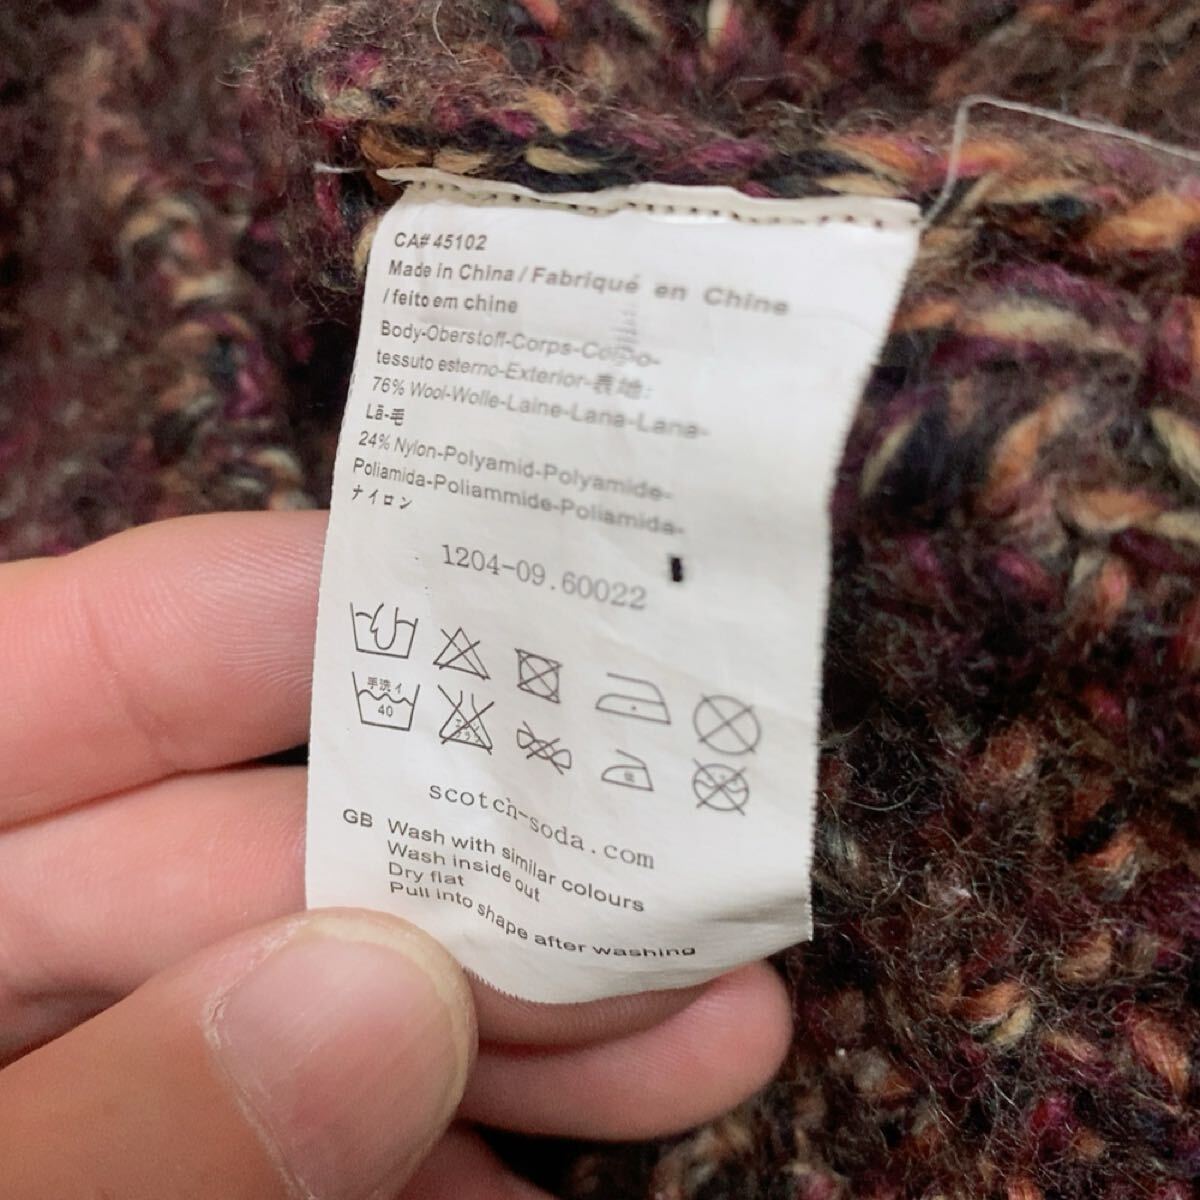 CA# 45102
Made in China / Fabriqué en Chine
/ feito em chine
Body-Oberstoff-Corps-Corpo-
tessuto esterno-Exterior-表地:
76% Wool-Wolle-Laine-Lana-Lana-
Lã-毛
24% Nylon-Polyamid-Polyamide-
Poliamida-Poliammide-Poliamida-
ナイロン
1204-09.60022
手洗イ
40
scotch-soda.com
GB Wash with similar colours
Wash inside out
Dry flat
Pull into shape after washing